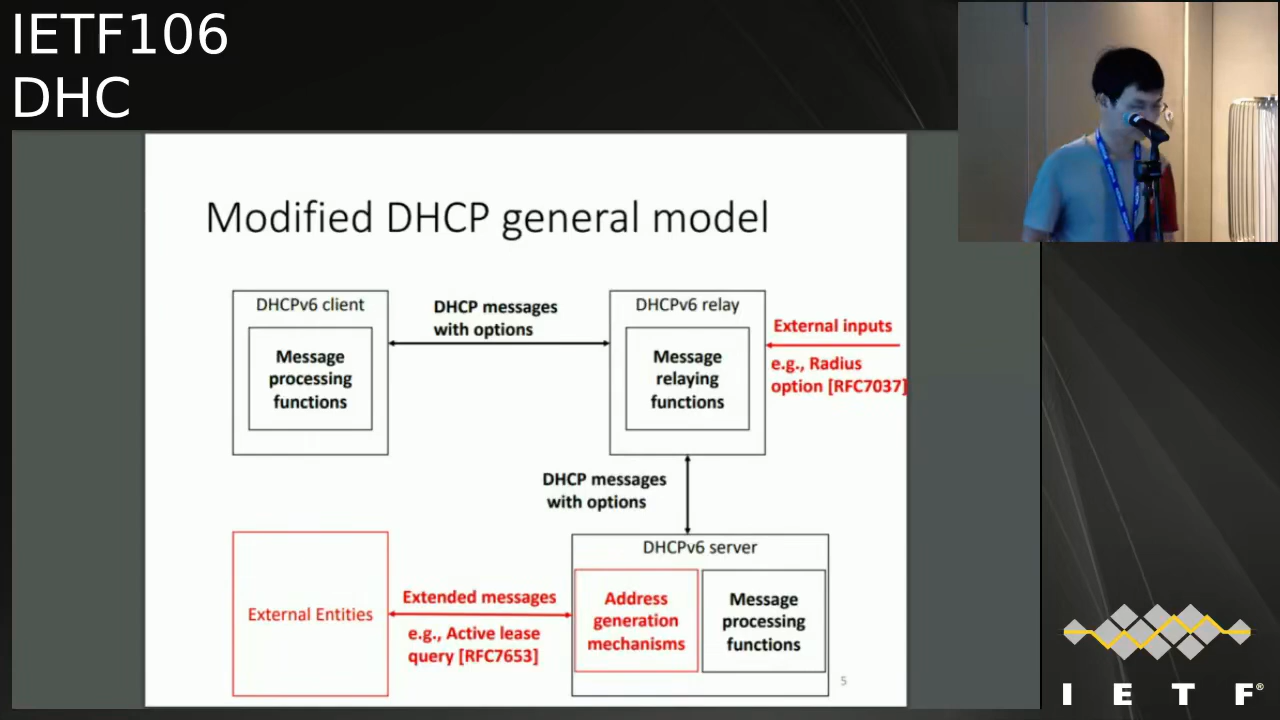 IETF106
DHC
Modified DHCP general model
DHCPv6 client
Message
processing
functions
DHCP messages
with options
DHCPv6 relay
Message
relaying
functions
External inputs
e.g., Radius
option [RFC7037]
DHCP messages
with options
External Entities
Extended messages
e.g., Active lease
query [RFC7653]
DHCPv6 server
Address
generation
mechanisms
Message
processing
functions
5
I E T F®